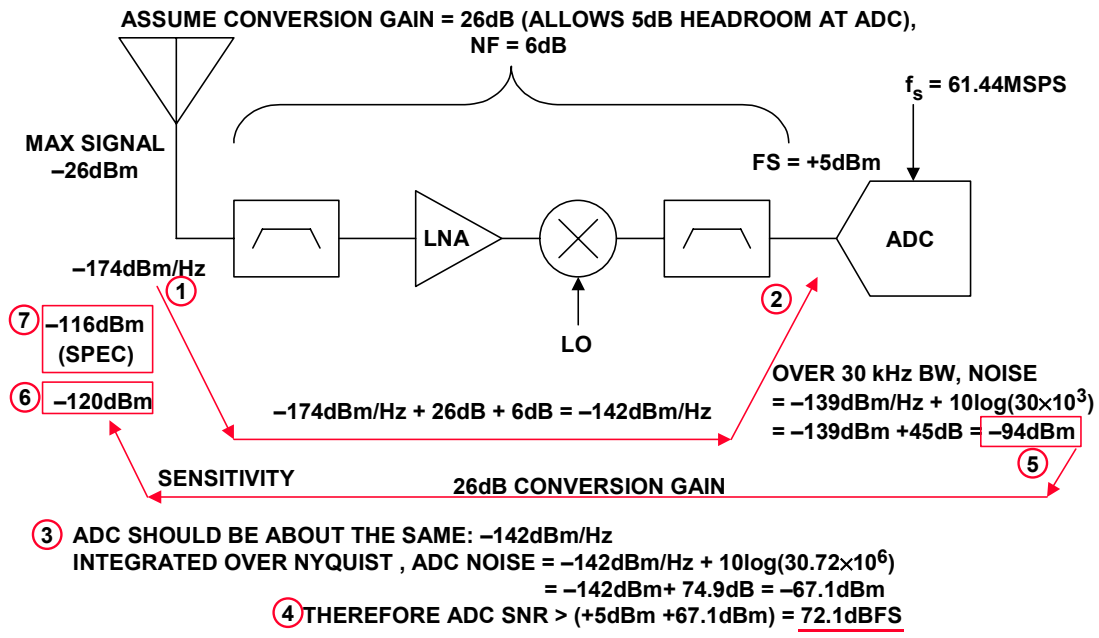 ASSUME CONVERSION GAIN = 26dB (ALLOWS 5dB HEADROOM AT ADC),
NF = 6dB
fs = 61.44MSPS
MAX SIGNAL
–26dBm
FS = +5dBm
LNA
ADC
–174dBm/Hz
1
2
7 –116dBm
(SPEC)
LO
6 –120dBm
OVER 30 kHz BW, NOISE
= –139dBm/Hz + 10log(30×10³)
= –139dBm +45dB = –94dBm
–174dBm/Hz + 26dB + 6dB = –142dBm/Hz
5
SENSITIVITY
26dB CONVERSION GAIN
3 ADC SHOULD BE ABOUT THE SAME: –142dBm/Hz
INTEGRATED OVER NYQUIST , ADC NOISE = –142dBm/Hz + 10log(30.72×10⁶)
= –142dBm+ 74.9dB = –67.1dBm
4 THEREFORE ADC SNR > (+5dBm +67.1dBm) = 72.1dBFS